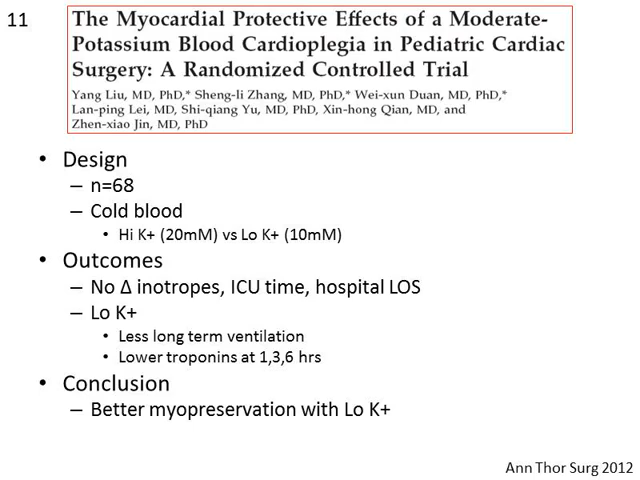 11
The Myocardial Protective Effects of a Moderate-
Potassium Blood Cardioplegia in Pediatric Cardiac
Surgery: A Randomized Controlled Trial
Yang Liu, MD, PhD,* Sheng-li Zhang, MD, PhD,* Wei-xun Duan, MD, PhD,*
Lan-ping Lei, MD, Shi-qiang Yu, MD, PhD, Xin-hong Qian, MD, and
Zhen-xiao Jin, MD, PhD
• Design
– n=68
– Cold blood
• Hi K+ (20mM) vs Lo K+ (10mM)
• Outcomes
– No Δ inotropes, ICU time, hospital LOS
– Lo K+
• Less long term ventilation
• Lower troponins at 1,3,6 hrs
• Conclusion
– Better myopreservation with Lo K+
Ann Thor Surg 2012